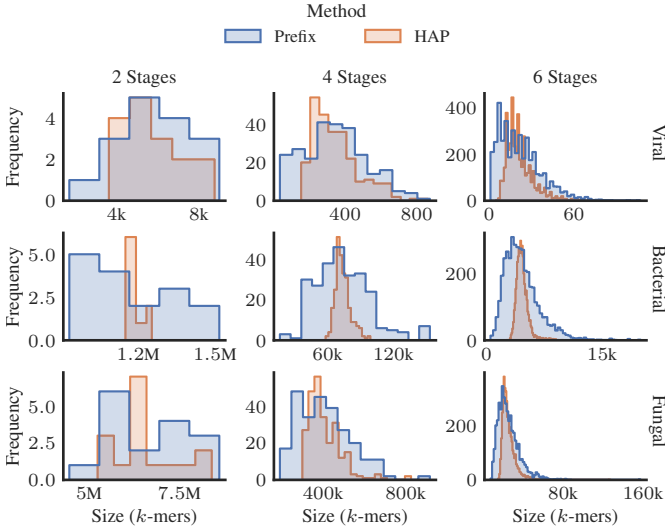 Method
Prefix HAP
2 Stages 4 Stages 6 Stages
Frequency
4
2
0
4k 8k
40
20
0
400 800
400
200
0
0 60
Viral
Frequency
5.0
2.5
0.0
1.2M 1.5M
40
20
0
60k 120k
200
0
0 15k
Bacterial
Frequency
5.0
2.5
0.0
5M 7.5M
Size (k-mers)
40
20
0
400k 800k
Size (k-mers)
200
0
80k 160k
Size (k-mers)
Fungal